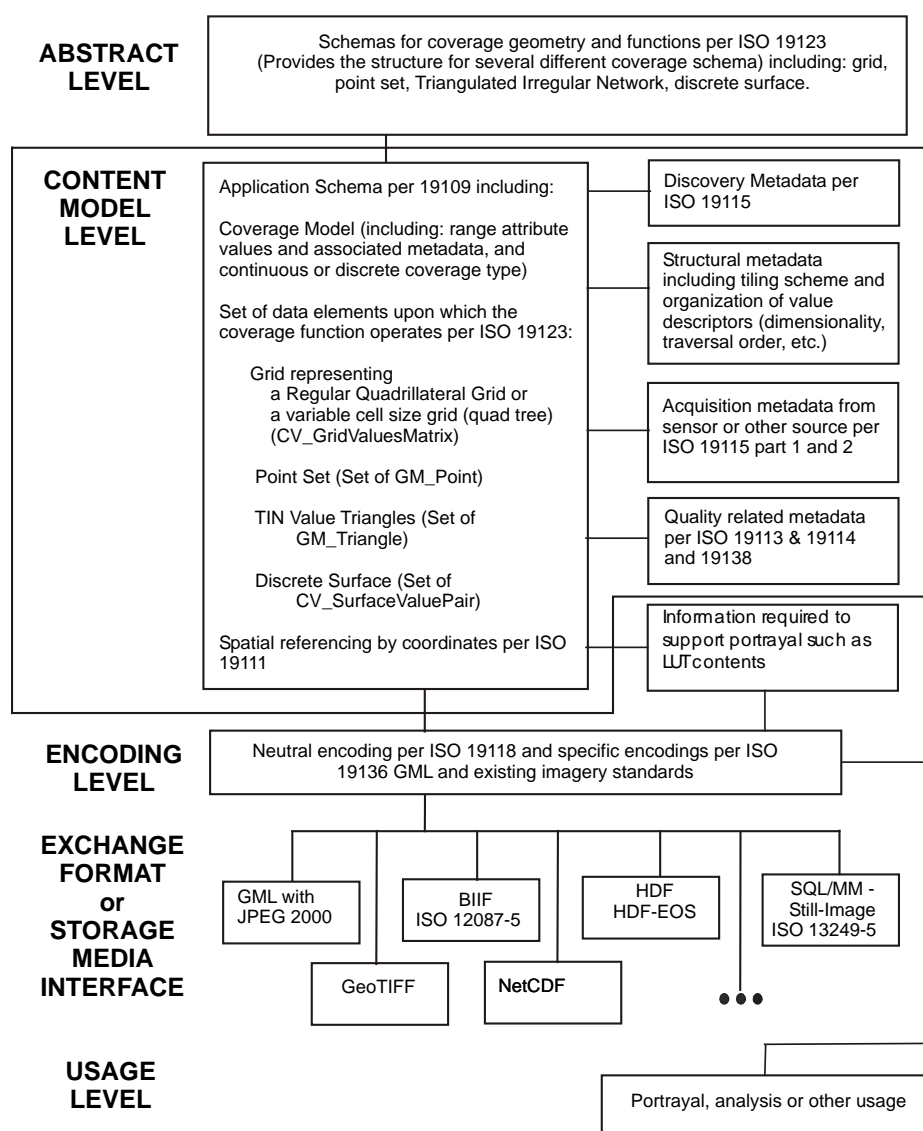 ABSTRACT
LEVEL
Schemas for coverage geometry and functions per ISO 19123
(Provides the structure for several different coverage schema) including: grid,
point set, Triangulated Irregular Network, discrete surface.
CONTENT
MODEL
LEVEL
Application Schema per 19109 including:
Coverage Model (including: range attribute
values and associated metadata, and
continuous or discrete coverage type)
Set of data elements upon which the
coverage function operates per ISO 19123:
Grid representing
a Regular Quadrillateral Grid or
a variable cell size grid (quad tree)
(CV_GridValuesMatrix)
Point Set (Set of GM_Point)
TIN Value Triangles (Set of
GM_Triangle)
Discrete Surface (Set of
CV_SurfaceValuePair)
Spatial referencing by coordinates per ISO
19111
Discovery Metadata per
ISO 19115
Structural metadata
including tiling scheme and
organization of value
descriptors (dimensionality,
traversal order, etc.)
Acquisition metadata from
sensor or other source per
ISO 19115 part 1 and 2
Quality related metadata
per ISO 19113 & 19114
and 19138
Information required to
support portrayal such as
LUT contents
ENCODING
LEVEL
Neutral encoding per ISO 19118 and specific encodings per ISO
19136 GML and existing imagery standards
EXCHANGE
FORMAT
or
STORAGE
MEDIA
INTERFACE
GML with
JPEG 2000
BIIF
ISO 12087-5
HDF
HDF-EOS
SQL/MM -
Still-Image
ISO 13249-5
GeoTIFF
NetCDF
USAGE
LEVEL
Portrayal, analysis or other usage